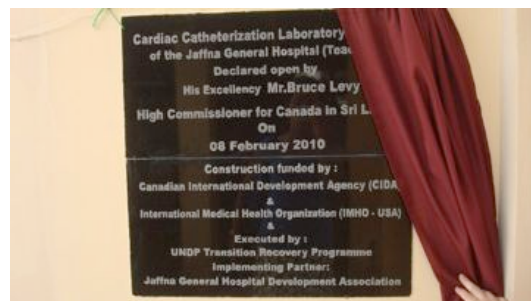 Cardiac Catheterization Laboratory
of the Jaffna General Hospital
Declared open by
His Excellency Mr.Bruce Levy
High Commissioner for Canada in Sri
On
08 February 2010
Construction funded by :
Canadian International Development Agency (CIDA
&
International Medical Health Organization (IMHO - USA)
&
Executed by :
UNDP Transition Recovery Programme
Implementing Partner:
Jaffna General Hospital Development Association